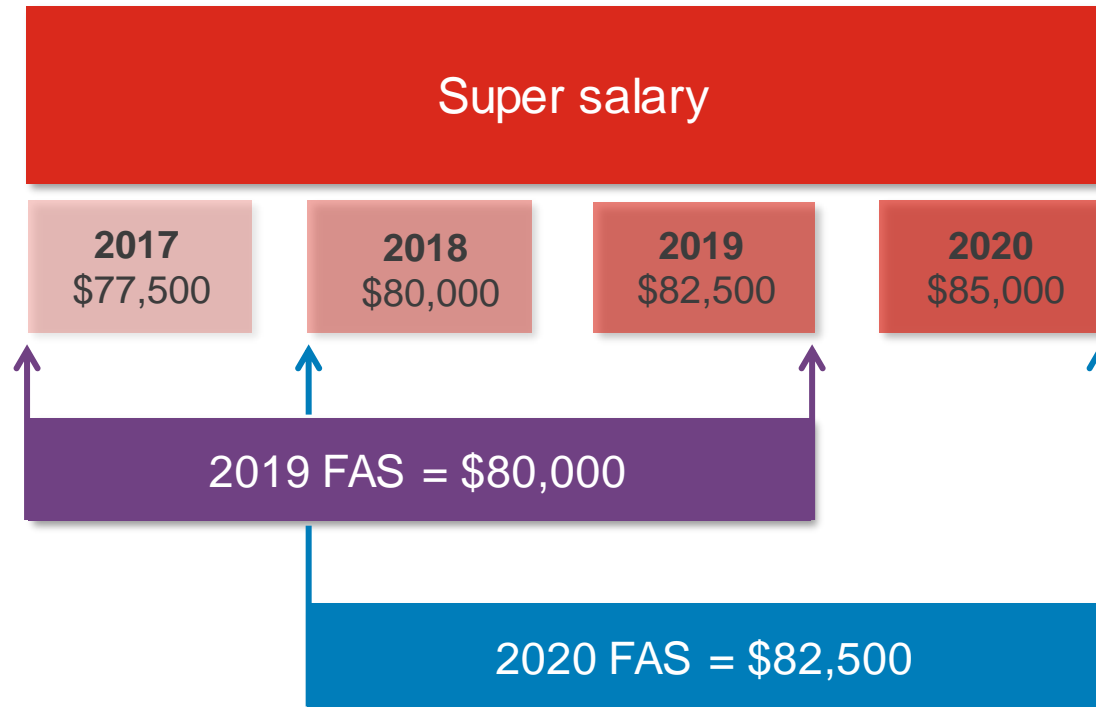 Super salary
2017
$77,500
2018
$80,000
2019
$82,500
2020
$85,000
2019 FAS = $80,000
2020 FAS = $82,500